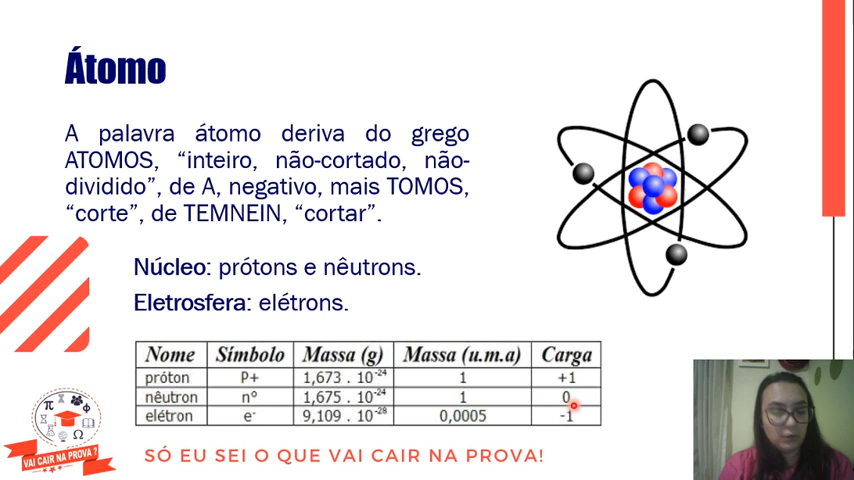 Átomo
A palavra átomo deriva do grego
ATOMOS, “inteiro, não-cortado, não-
dividido”, de A, negativo, mais TOMOS,
“corte”, de TEMNEIN, “cortar”.
Núcleo: prótons e nêutrons.
Eletrosfera: elétrons.
Nome Símbolo Massa (g) Massa (u.m.a) Carga
próton P+ 1,673 . 10⁻²⁴ 1 +1
nêutron n° 1,675 . 10⁻²⁴ 1 0
elétron e⁻ 9,109 . 10⁻²⁸ 0,0005 -1
π Φ
Ω
VAI CAIR NA PROVA ?
SÓ EU SEI O QUE VAI CAIR NA PROVA!